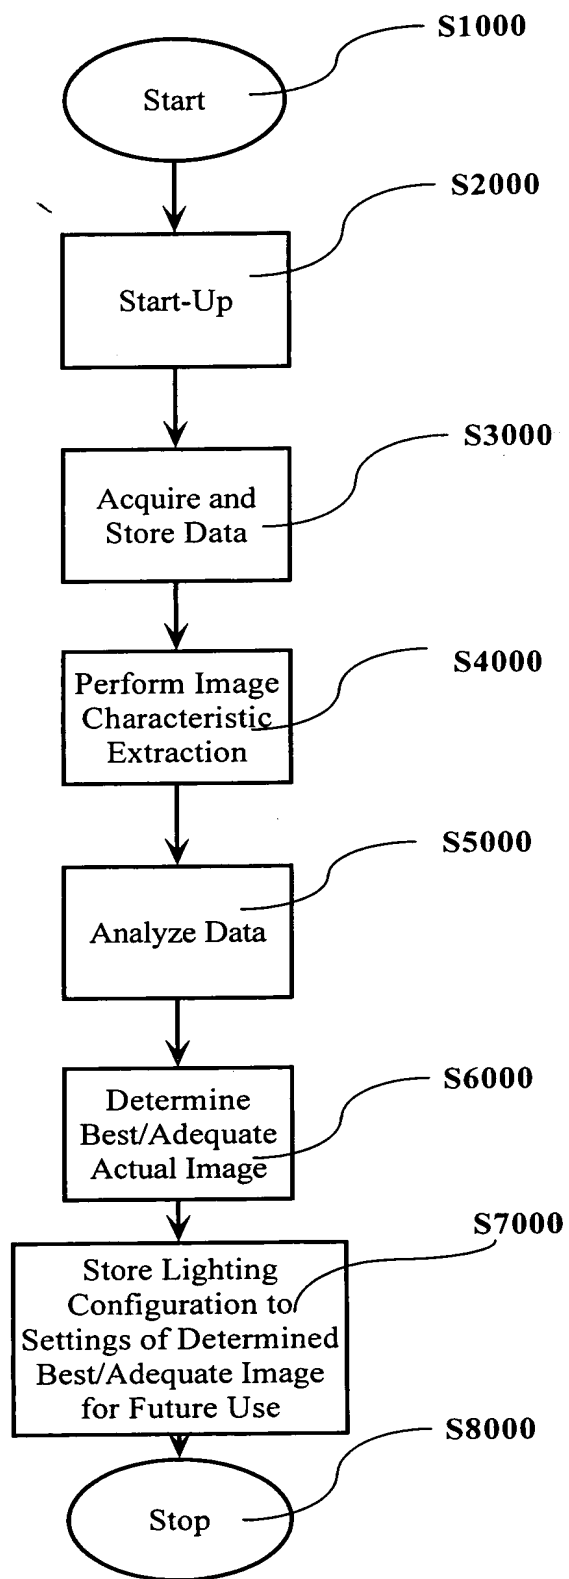 S1000
Start
S2000
Start-Up
S3000
Acquire and
Store Data
S4000
Perform Image
Characteristic
Extraction
S5000
Analyze Data
S6000
Determine
Best/Adequate
Actual Image
S7000
Store Lighting
Configuration to
Settings of Determined
Best/Adequate Image
for Future Use
S8000
Stop